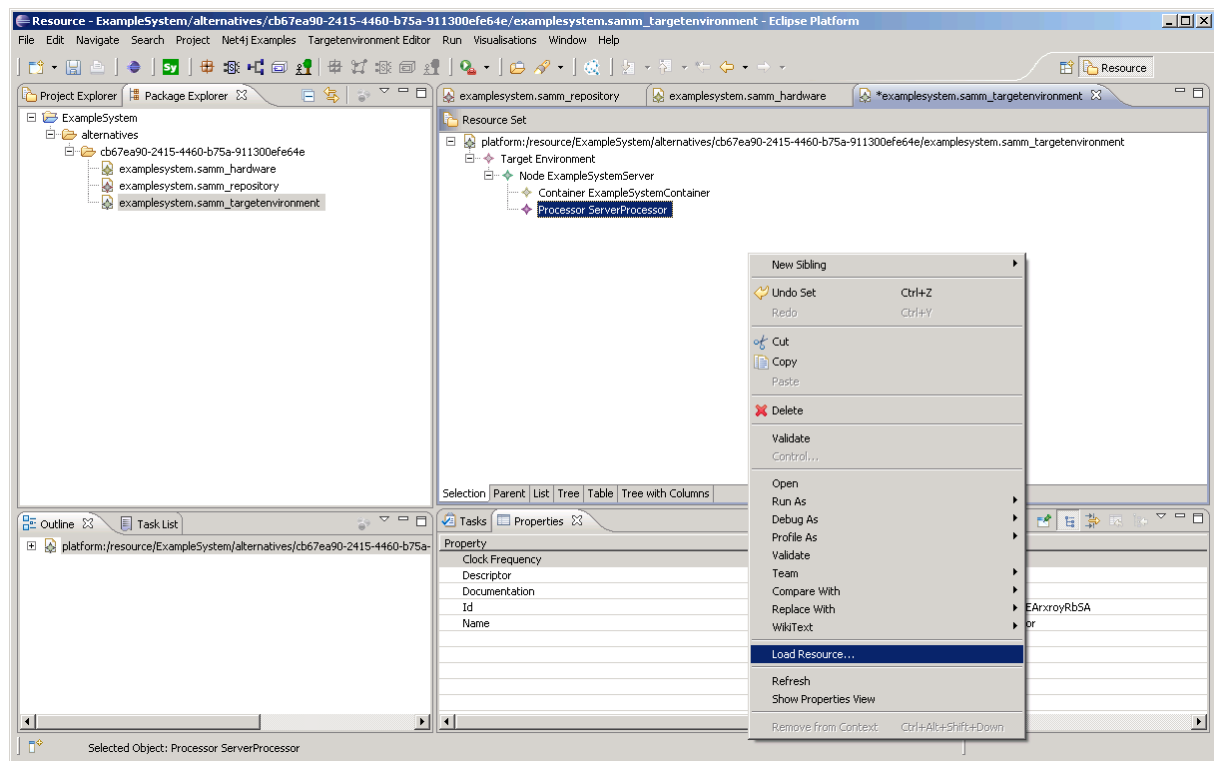 Resource - ExampleSystem/alternatives/cb67ea90-2415-4460-b75a-911300efe64e/examplesystem.samm_targetenvironment - Eclipse Platform
File Edit Navigate Search Project Net4j Examples Targetenvironment Editor Run Visualisations Window Help
Sy
Resource
Project Explorer Package Explorer
ExampleSystem
alternatives
cb67ea90-2415-4460-b75a-911300efe64e
examplesystem.samm_hardware
examplesystem.samm_repository
examplesystem.samm_targetenvironment
examplesystem.samm_repository examplesystem.samm_hardware *examplesystem.samm_targetenvironment
Resource Set
platform:/resource/ExampleSystem/alternatives/cb67ea90-2415-4460-b75a-911300efe64e/examplesystem.samm_targetenvironment
Target Environment
Node ExampleSystemServer
Container ExampleSystemContainer
Processor ServerProcessor
Selection Parent List Tree Table Tree with Columns
New Sibling
Undo Set Ctrl+Z
Redo Ctrl+Y
Cut
Copy
Paste
Delete
Validate
Control...
Open
Run As
Debug As
Profile As
Validate
Team
Compare With
Replace With
WikiText
Load Resource...
Refresh
Show Properties View
Remove from Context Ctrl+Alt+Shift+Down
Outline Task List
platform:/resource/ExampleSystem/alternatives/cb67ea90-2415-4460-b75a-
Tasks Properties
Property
Clock Frequency
Descriptor
Documentation
Id EArxroyRbSA
Name or
Selected Object: Processor ServerProcessor